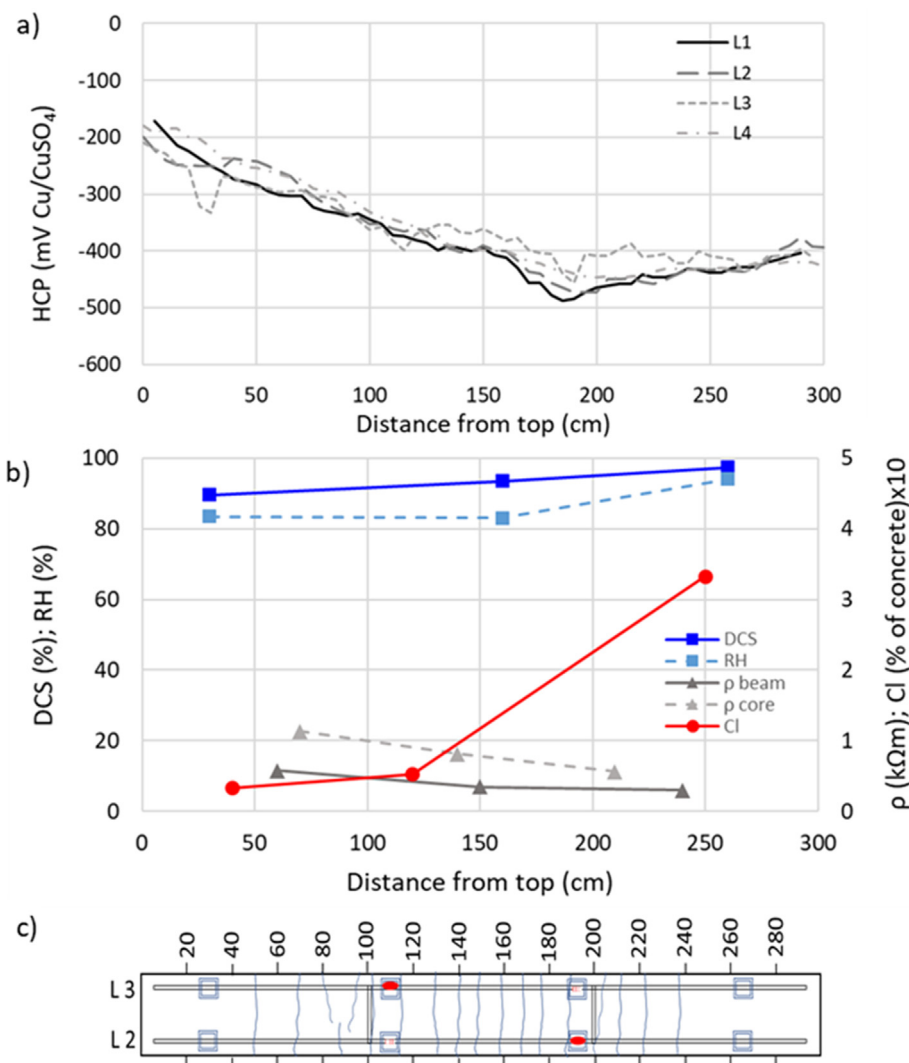 a)
0
-100
-200
-300
-400
-500
-600
HCP (mV Cu/CuSO₄)
L1
L2
L3
L4
0 50 100 150 200 250 300
Distance from top (cm)
b)
100
80
60
40
20
0
DCS (%); RH (%)
5
4
3
2
1
0
ρ (kΩm); Cl (% of concrete)x10
DCS
RH
ρ beam
ρ core
Cl
0 50 100 150 200 250 300
Distance from top (cm)
c)
20 40 60 80 100 120 140 160 180 200 220 240 260 280
L3
L2